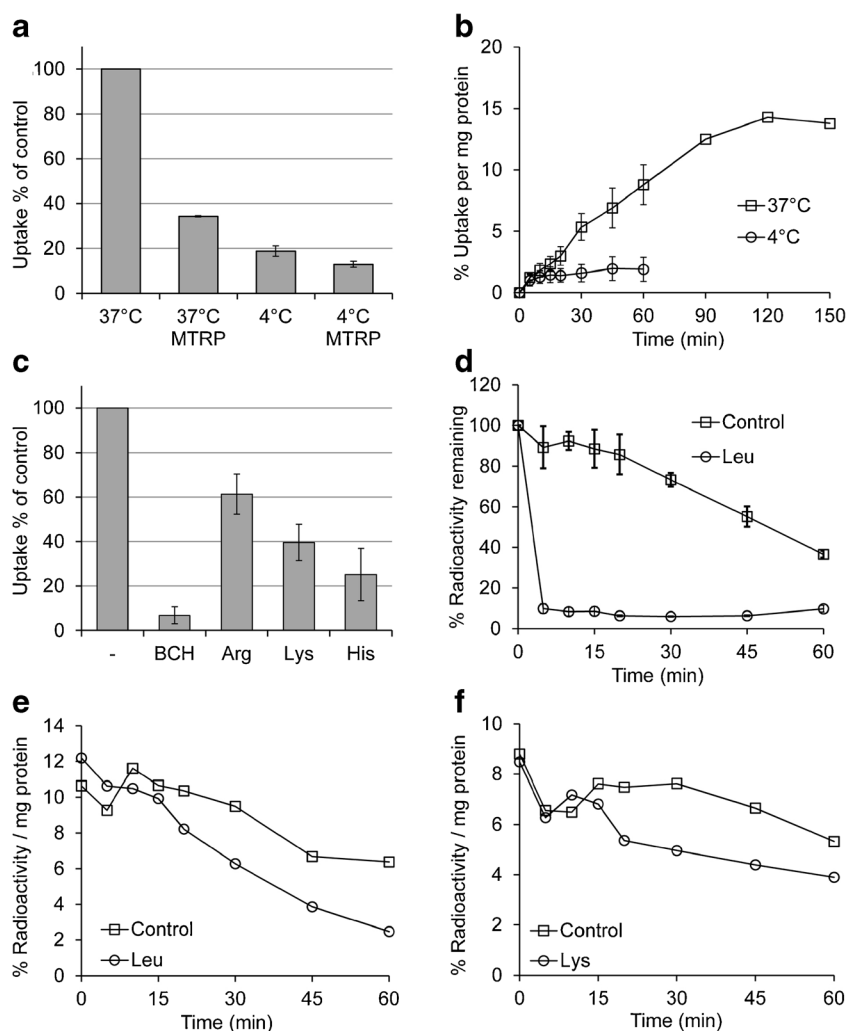 a
Uptake % of control
100
80
60
40
20
0
37°C
37°C
MTRP
4°C
4°C
MTRP
b
% Uptake per mg protein
20
15
10
5
0
37°C
4°C
0
30
60
90
120
150
Time (min)
c
Uptake % of control
100
80
60
40
20
0
-
BCH
Arg
Lys
His
d
% Radioactivity remaining
120
100
80
60
40
20
0
Control
Leu
0
15
30
45
60
Time (min)
e
% Radioactivity / mg protein
14
12
10
8
6
4
2
0
Control
Leu
0
15
30
45
60
Time (min)
f
% Radioactivity / mg protein
10
8
6
4
2
0
Control
Lys
0
15
30
45
60
Time (min)